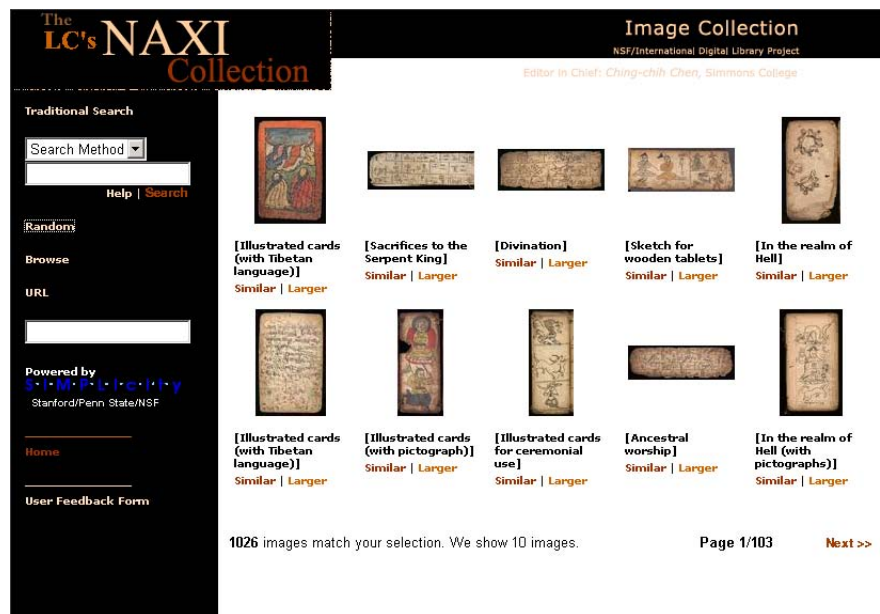 The
LC's NAXI
Collection
Image Collection
NSF/International Digital Library Project
Editor in Chief: Ching-chih Chen, Simmons College
Traditional Search
Search Method
Help | Search
Random
Browse
URL
Powered by
S·I·M·P·L·I·c·i·t·y
Stanford/Penn State/NSF
Home
User Feedback Form
[Illustrated cards
(with Tibetan
language)]
Similar | Larger
[Sacrifices to the
Serpent King]
Similar | Larger
[Divination]
Similar | Larger
[Sketch for
wooden tablets]
Similar | Larger
[In the realm of
Hell]
Similar | Larger
[Illustrated cards
(with Tibetan
language)]
Similar | Larger
[Illustrated cards
(with pictograph)]
Similar | Larger
[Illustrated cards
for ceremonial
use]
Similar | Larger
[Ancestral
worship]
Similar | Larger
[In the realm of
Hell (with
pictographs)]
Similar | Larger
1026 images match your selection. We show 10 images.
Page 1/103
Next >>